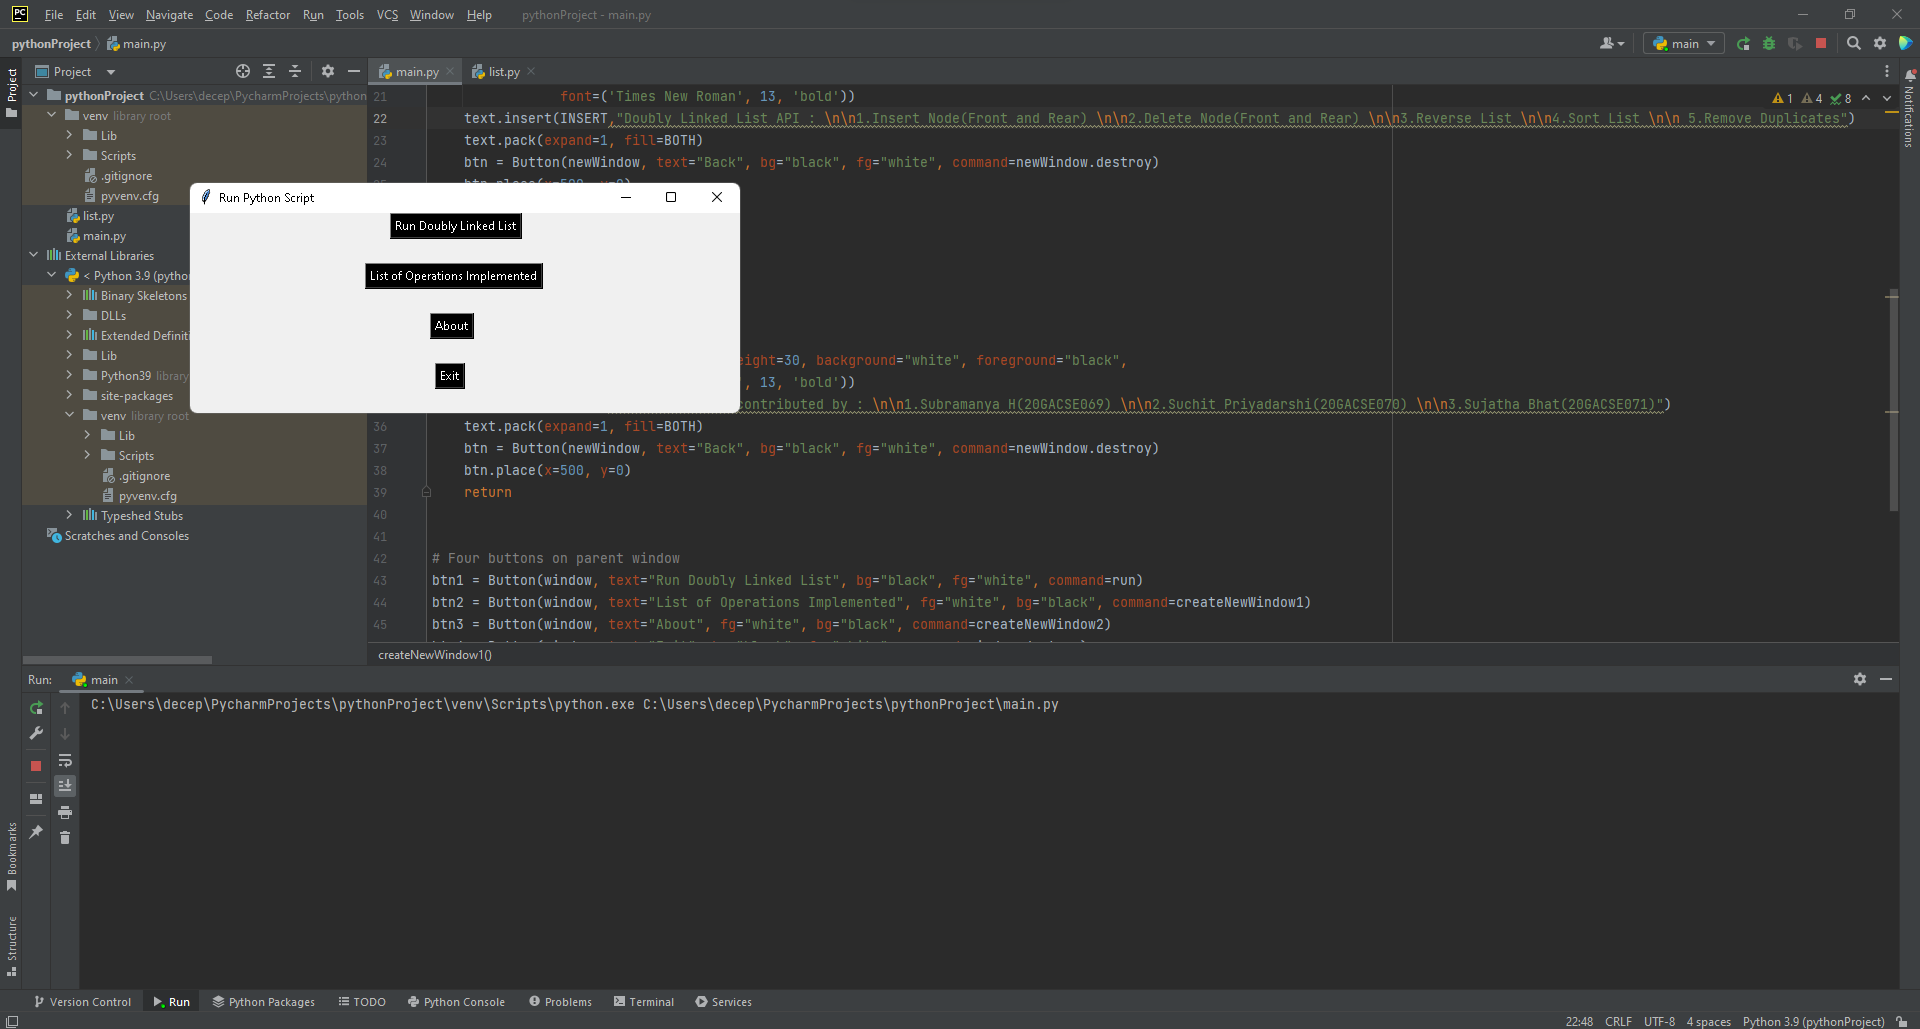 PC File Edit View Navigate Code Refactor Run Tools VCS Window Help pythonProject - main.py
pythonProject main.py main
Project
Project
main.py list.py
Notifications
pythonProject C:\Users\decep\PycharmProjects\python
venv library root
Lib
Scripts
.gitignore
pyvenv.cfg
list.py
main.py
External Libraries
< Python 3.9 (pytho
Binary Skeletons
DLLs
Extended Definiti
Lib
Python39 library
site-packages
venv library root
Lib
Scripts
.gitignore
pyvenv.cfg
Typeshed Stubs
Scratches and Consoles
1 4 8
21 font=('Times New Roman', 13, 'bold'))
22 text.insert(INSERT,"Doubly Linked List API : \n\n1.Insert Node(Front and Rear) \n\n2.Delete Node(Front and Rear) \n\n3.Reverse List \n\n4.Sort List \n\n 5.Remove Duplicates")
23 text.pack(expand=1, fill=BOTH)
24 btn = Button(newWindow, text="Back", bg="black", fg="white", command=newWindow.destroy)
Run Python Script
Run Doubly Linked List
List of Operations Implemented
About
Exit
eight=30, background="white", foreground="black",
, 13, 'bold'))
contributed by : \n\n1.Subramanya H(20GACSE069) \n\n2.Suchit Priyadarshi(20GACSE070) \n\n3.Sujatha Bhat(20GACSE071)")
36 text.pack(expand=1, fill=BOTH)
37 btn = Button(newWindow, text="Back", bg="black", fg="white", command=newWindow.destroy)
38 btn.place(x=500, y=0)
39 return
40
41
42 # Four buttons on parent window
43 btn1 = Button(window, text="Run Doubly Linked List", bg="black", fg="white", command=run)
44 btn2 = Button(window, text="List of Operations Implemented", fg="white", bg="black", command=createNewWindow1)
45 btn3 = Button(window, text="About", fg="white", bg="black", command=createNewWindow2)
createNewWindow1()
Run: main
C:\Users\decep\PycharmProjects\pythonProject\venv\Scripts\python.exe C:\Users\decep\PycharmProjects\pythonProject\main.py
Bookmarks
Structure
Version Control Run Python Packages TODO Python Console Problems Terminal Services
22:48 CRLF UTF-8 4 spaces Python 3.9 (pythonProject)